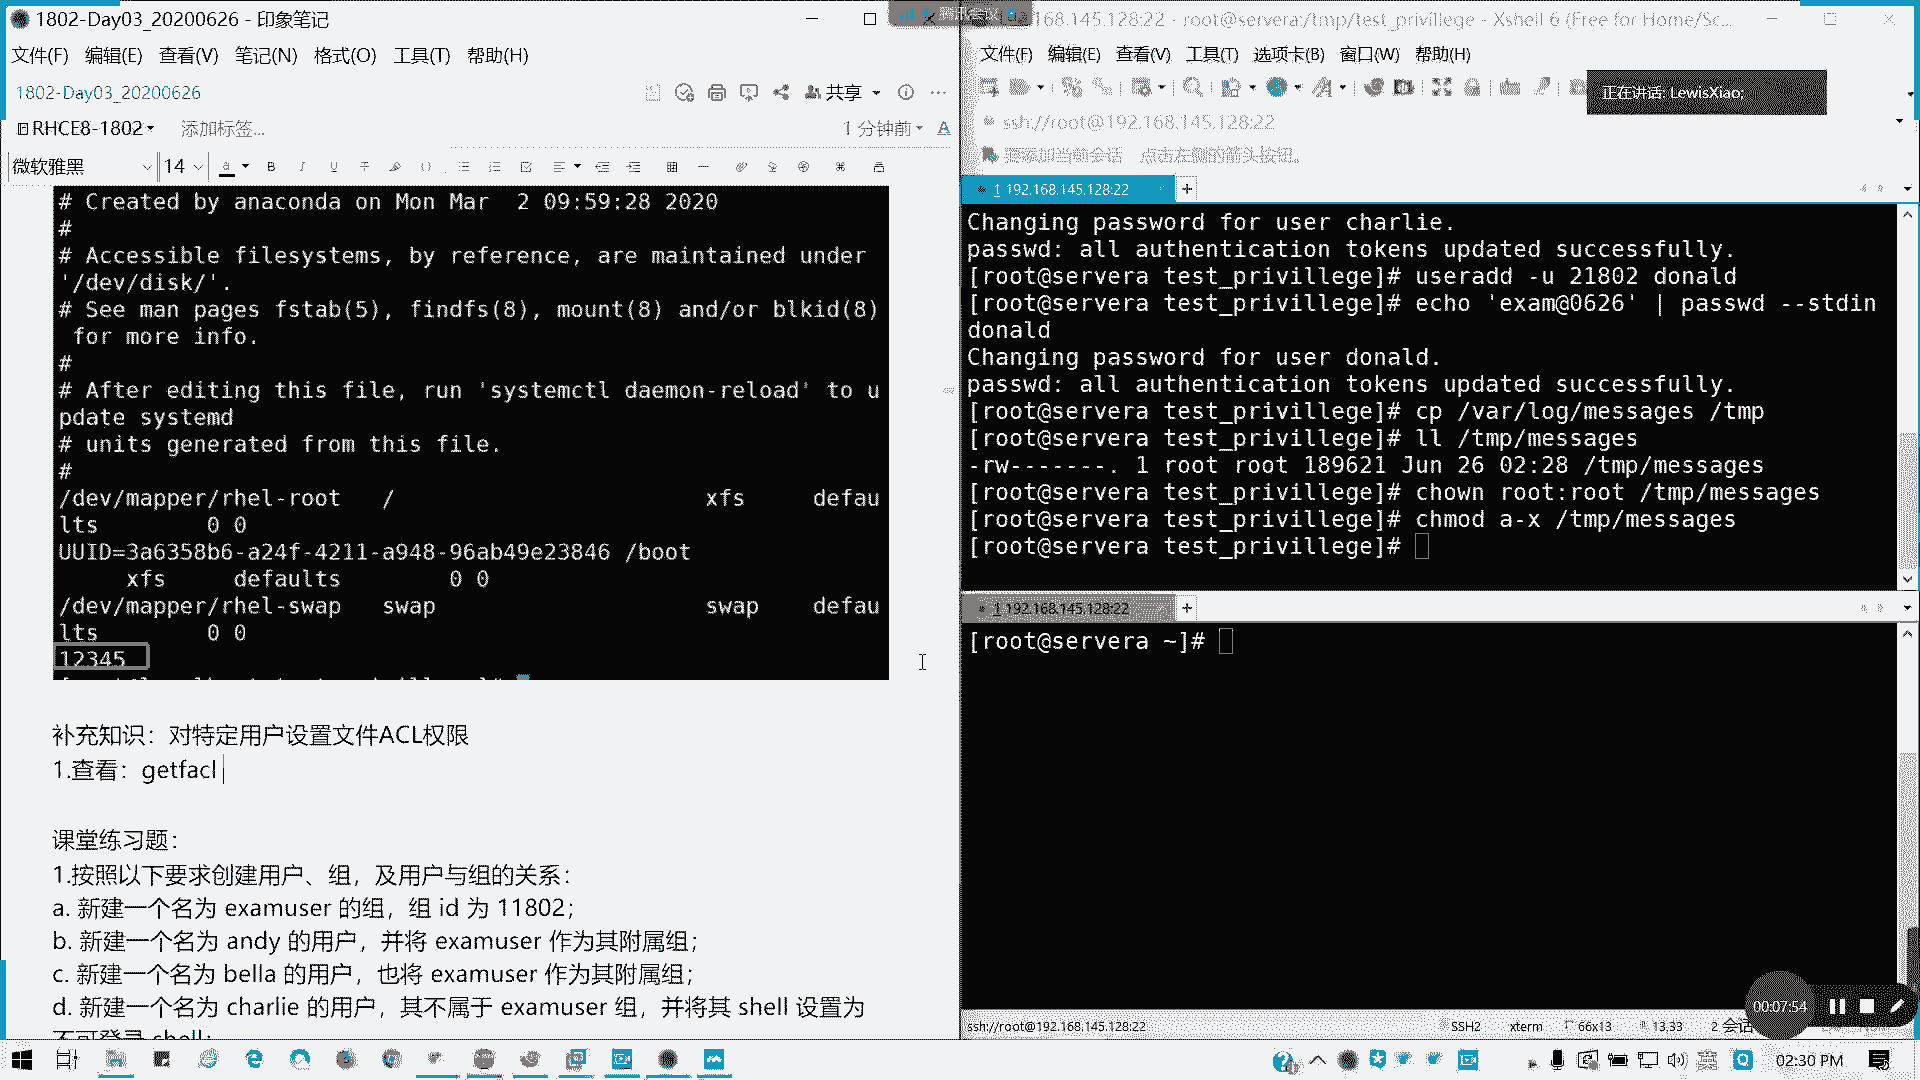 1802-Day03_20200626 - 印象笔记
文件(F) 编辑(E) 查看(V) 笔记(N) 格式(O) 工具(T) 帮助(H)
1802-Day03_20200626
共享
RHCE8-1802
添加标签...
1 分钟前
微软雅黑
14
# Created by anaconda on Mon Mar  2 09:59:28 2020
#
# Accessible filesystems, by reference, are maintained under
'/dev/disk/'.
# See man pages fstab(5), findfs(8), mount(8) and/or blkid(8)
 for more info.
#
# After editing this file, run 'systemctl daemon-reload' to u
pdate systemd
# units generated from this file.
#
/dev/mapper/rhel-root   /                       xfs     defau
lts        0 0
UUID=3a6358b6-a24f-4211-a948-96ab49e23846 /boot
     xfs     defaults        0 0
/dev/mapper/rhel-swap   swap                    swap    defau
lts        0 0
12345
补充知识：对特定用户设置文件ACL权限
1.查看：getfacl
课堂练习题：
1.按照以下要求创建用户、组，及用户与组的关系：
a. 新建一个名为 examuser 的组，组 id 为 11802；
b. 新建一个名为 andy 的用户，并将 examuser 作为其附属组；
c. 新建一个名为 bella 的用户，也将 examuser 作为其附属组；
d. 新建一个名为 charlie 的用户，其不属于 examuser 组，并将其 shell 设置为
不可登录 shell；
腾讯会议
192.168.145.128:22 - root@servera:/tmp/test_privillege - Xshell 6 (Free for Home/Sc...
文件(F) 编辑(E) 查看(V) 工具(T) 选项卡(B) 窗口(W) 帮助(H)
正在讲话: LewisXiao;
ssh://root@192.168.145.128:22
要添加当前会话，点击左侧的箭头按钮。
1 192.168.145.128:22
Changing password for user charlie.
passwd: all authentication tokens updated successfully.
[root@servera test_privillege]# useradd -u 21802 donald
[root@servera test_privillege]# echo 'exam@0626' | passwd --stdin
donald
Changing password for user donald.
passwd: all authentication tokens updated successfully.
[root@servera test_privillege]# cp /var/log/messages /tmp
[root@servera test_privillege]# ll /tmp/messages
-rw-------. 1 root root 189621 Jun 26 02:28 /tmp/messages
[root@servera test_privillege]# chown root:root /tmp/messages
[root@servera test_privillege]# chmod a-x /tmp/messages
[root@servera test_privillege]#
1 192.168.145.128:22
[root@servera ~]#
00:07:54
ssh://root@192.168.145.128:22 SSH2 xterm 66x13 13,33 2 会话
02:30 PM